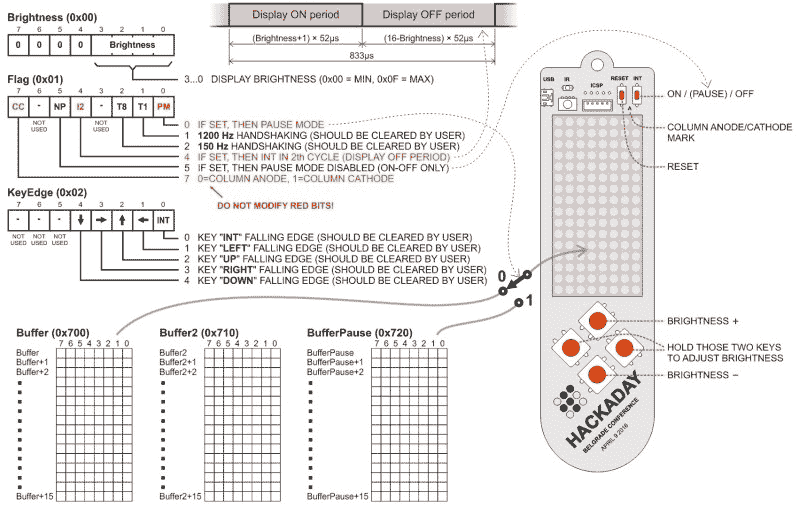 Brightness (0x00)
7 6 5 4 3 2 1 0
0 0 0 0 Brightness
Display ON period Display OFF period
(Brightness+1) × 52µs (16-Brightness) × 52µs
833µs
3...0 DISPLAY BRIGHTNESS (0x00 = MIN, 0x0F = MAX)
Flag (0x01)
7 6 5 4 3 2 1 0
CC - NP I2 - T8 T1 PM
NOT USED
NOT USED
0 IF SET, THEN PAUSE MODE
1 1200 Hz HANDSHAKING (SHOULD BE CLEARED BY USER)
2 150 Hz HANDSHAKING (SHOULD BE CLEARED BY USER)
4 IF SET, THEN INT IN 2th CYCLE (DISPLAY OFF PERIOD)
5 IF SET, THEN PAUSE MODE DISABLED (ON-OFF ONLY)
7 0=COLUMN ANODE, 1=COLUMN CATHODE
DO NOT MODIFY RED BITS!
KeyEdge (0x02)
7 6 5 4 3 2 1 0
- - - INT
NOT USED
NOT USED
NOT USED
0 KEY "INT" FALLING EDGE (SHOULD BE CLEARED BY USER)
1 KEY "LEFT" FALLING EDGE (SHOULD BE CLEARED BY USER)
2 KEY "UP" FALLING EDGE (SHOULD BE CLEARED BY USER)
3 KEY "RIGHT" FALLING EDGE (SHOULD BE CLEARED BY USER)
4 KEY "DOWN" FALLING EDGE (SHOULD BE CLEARED BY USER)
0
1
Buffer (0x700)
7 6 5 4 3 2 1 0
Buffer
Buffer+1
Buffer+2
Buffer+15
Buffer2 (0x710)
7 6 5 4 3 2 1 0
Buffer2
Buffer2+1
Buffer2+2
Buffer2+15
BufferPause (0x720)
7 6 5 4 3 2 1 0
BufferPause
BufferPause+1
BufferPause+2
BufferPause+15
USB IR ICSP RESET INT
ON / (PAUSE) / OFF
COLUMN ANODE/CATHODE
MARK
RESET
BRIGHTNESS +
HOLD THOSE TWO KEYS
TO ADJUST BRIGHTNESS
BRIGHTNESS −
HACKADAY
BELGRADE CONFERENCE
APRIL 9 2016